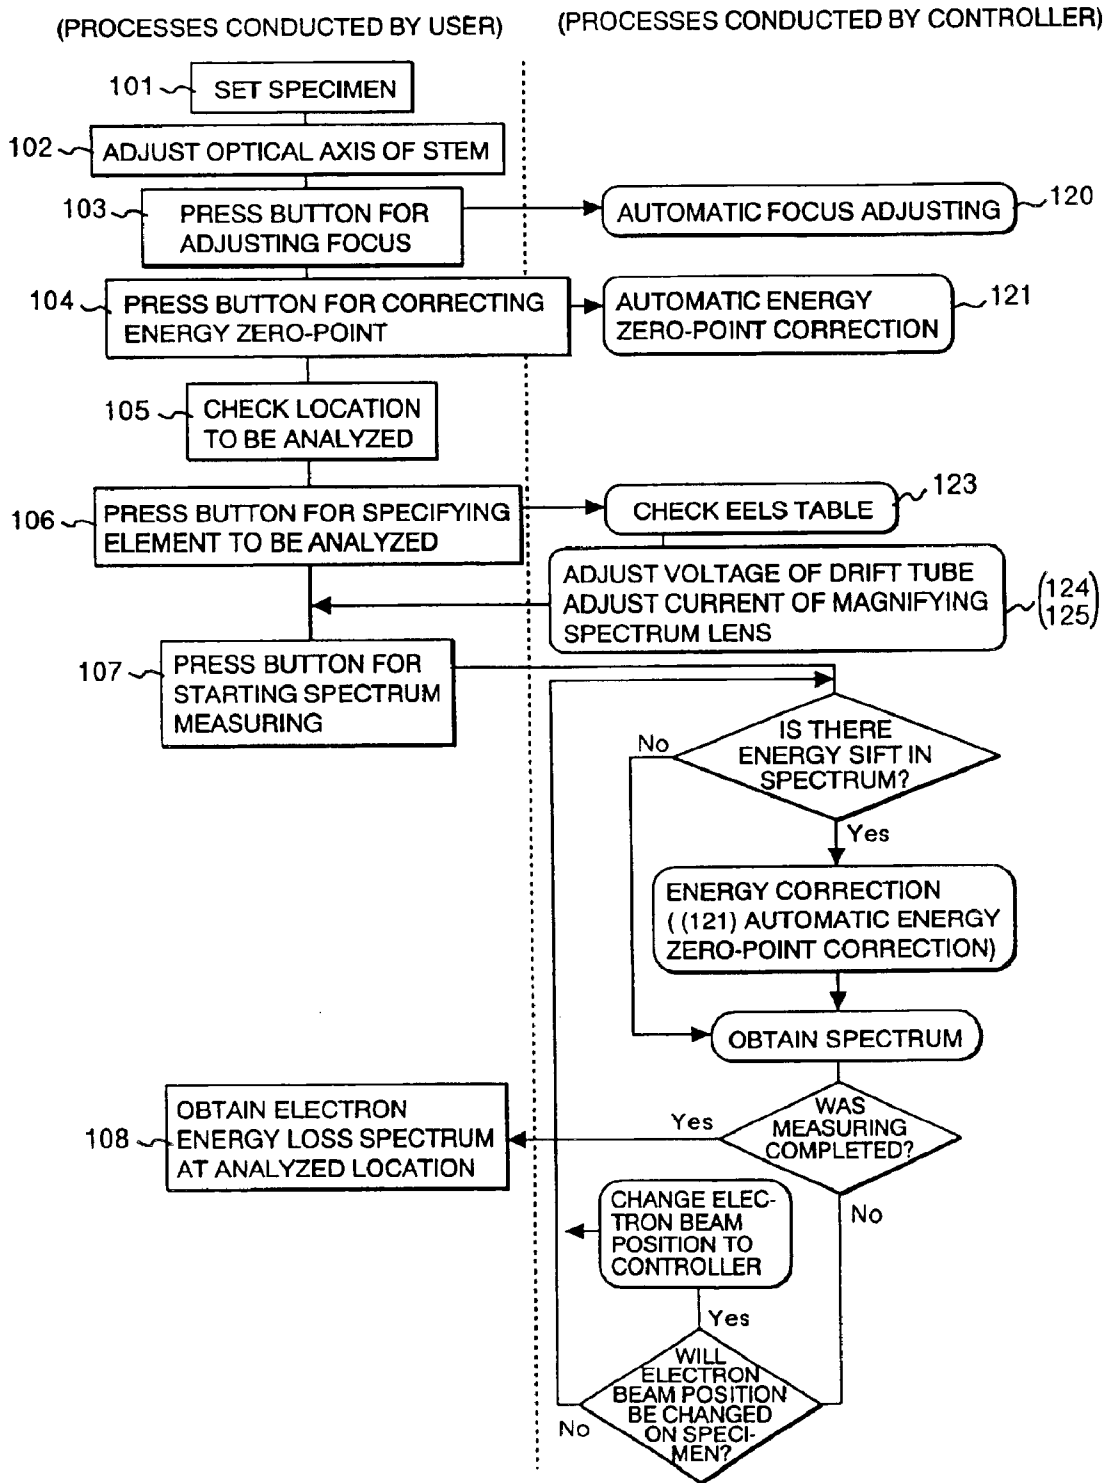 (PROCESSES CONDUCTED BY USER)
(PROCESSES CONDUCTED BY CONTROLLER)
101
SET SPECIMEN
102
ADJUST OPTICAL AXIS OF STEM
103
PRESS BUTTON FOR
ADJUSTING FOCUS
AUTOMATIC FOCUS ADJUSTING
120
104
PRESS BUTTON FOR CORRECTING
ENERGY ZERO-POINT
AUTOMATIC ENERGY
ZERO-POINT CORRECTION
121
105
CHECK LOCATION
TO BE ANALYZED
106
PRESS BUTTON FOR SPECIFYING
ELEMENT TO BE ANALYZED
CHECK EELS TABLE
123
ADJUST VOLTAGE OF DRIFT TUBE
ADJUST CURRENT OF MAGNIFYING
SPECTRUM LENS
(124
125)
107
PRESS BUTTON FOR
STARTING SPECTRUM
MEASURING
IS THERE
ENERGY SIFT IN
SPECTRUM?
No
Yes
ENERGY CORRECTION
( (121) AUTOMATIC ENERGY
ZERO-POINT CORRECTION)
OBTAIN SPECTRUM
WAS
MEASURING
COMPLETED?
Yes
No
108
OBTAIN ELECTRON
ENERGY LOSS SPECTRUM
AT ANALYZED LOCATION
CHANGE ELEC-
TRON BEAM
POSITION TO
CONTROLLER
Yes
WILL
ELECTRON
BEAM POSITION
BE CHANGED
ON SPECI-
MEN?
No